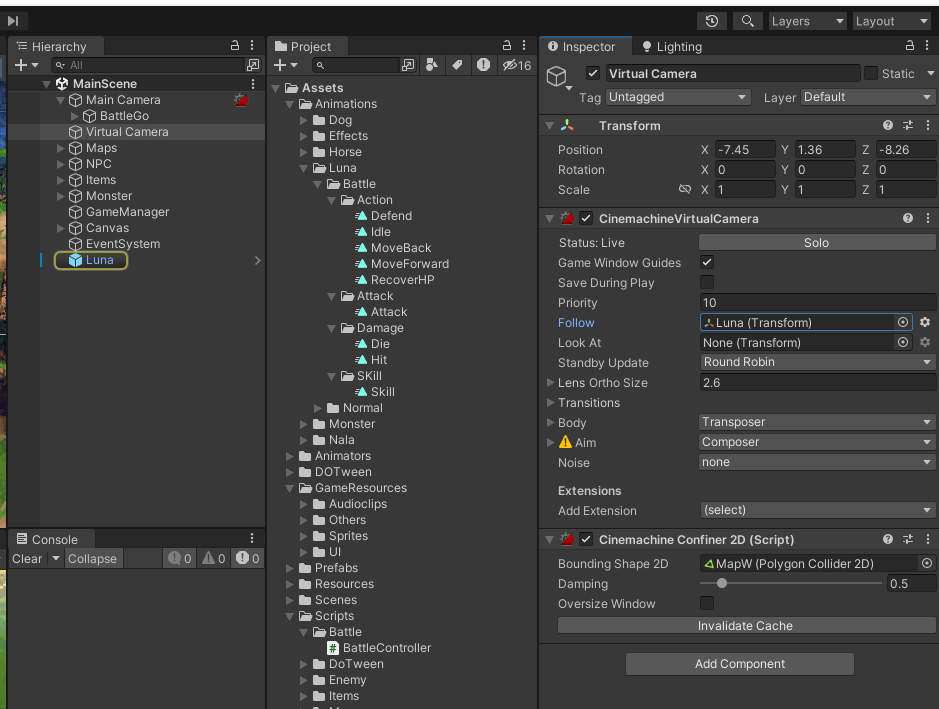 Layers
Layout
Hierarchy
All
MainScene
Main Camera
BattleGo
Virtual Camera
Maps
NPC
Items
Monster
GameManager
Canvas
EventSystem
Luna
Console
Clear
Collapse
0
0
0
Project
16
Assets
Animations
Dog
Effects
Horse
Luna
Battle
Action
Defend
Idle
MoveBack
MoveForward
RecoverHP
Attack
Attack
Damage
Die
Hit
SKill
Skill
Normal
Monster
Nala
Animators
DOTween
GameResources
Audioclips
Others
Sprites
UI
Prefabs
Resources
Scenes
Scripts
Battle
BattleController
DoTween
Enemy
Items
Inspector
Lighting
Virtual Camera
Static
Tag Untagged Layer Default
Transform
Position X -7.45 Y 1.36 Z -8.26
Rotation X 0 Y 0 Z 0
Scale X 1 Y 1 Z 1
CinemachineVirtualCamera
Status: Live Solo
Game Window Guides
Save During Play
Priority 10
Follow Luna (Transform)
Look At None (Transform)
Standby Update Round Robin
Lens Ortho Size 2.6
Transitions
Body Transposer
Aim Composer
Noise none
Extensions
Add Extension (select)
Cinemachine Confiner 2D (Script)
Bounding Shape 2D MapW (Polygon Collider 2D)
Damping 0.5
Oversize Window
Invalidate Cache
Add Component